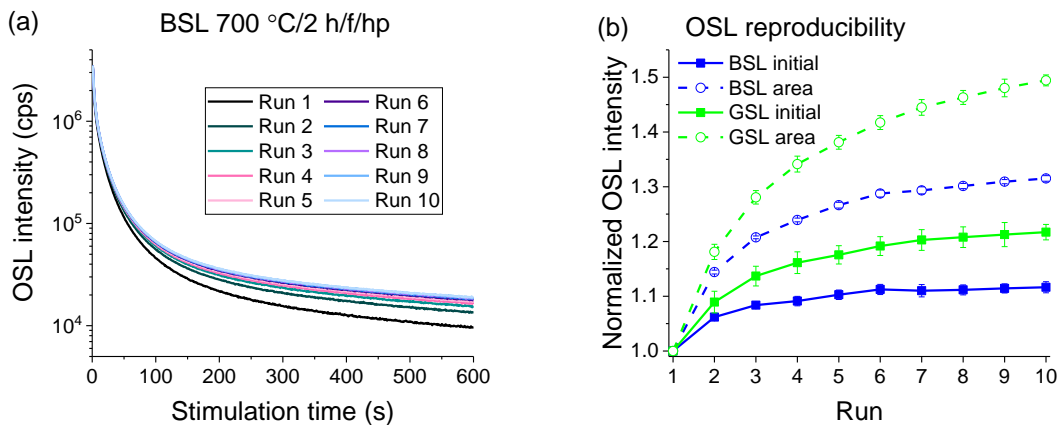 (a)
BSL 700 °C/2 h/f/hp
OSL intensity (cps)
10^6
10^5
10^4
Run 1
Run 2
Run 3
Run 4
Run 5
Run 6
Run 7
Run 8
Run 9
Run 10
0
100
200
300
400
500
600
Stimulation time (s)
(b)
OSL reproducibility
Normalized OSL intensity
BSL initial
BSL area
GSL initial
GSL area
1.5
1.4
1.3
1.2
1.1
1.0
1
2
3
4
5
6
7
8
9
10
Run